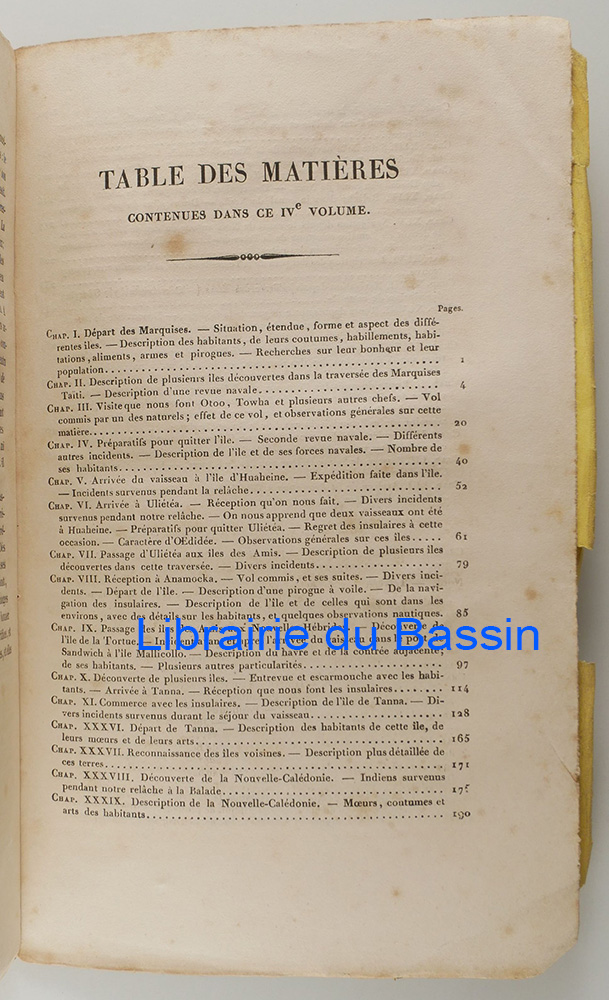 TABLE DES MATIÈRES
CONTENUES DANS CE IVe VOLUME.
Pages.
CHAP. I. Départ des Marquises. — Situation, étendue, forme et aspect des diffé-
rentes îles. — Description des habitants, de leurs coutumes, habillements, habi-
tations, aliments, armes et pirogues. — Recherches sur leur bonheur et leur
population........ 1
CHAP. II. Description de plusieurs îles découvertes dans la traversée des Marquises
Taïti. — Description d'une revue navale........ 4
CHAP. III. Visite que nous font Otoo, Towha et plusieurs autres chefs. — Vol
commis par un des naturels; effet de ce vol, et observations générales sur cette
matière........ 20
CHAP. IV. Préparatifs pour quitter l'île. — Seconde revue navale. — Différents
autres incidents. — Description de l'île et de ses forces navales. — Nombre de
ses habitants........ 40
CHAP. V. Arrivée du vaisseau à l'île d'Huaheine. — Expédition faite dans l'île.
— Incidents survenus pendant la relâche........ 52
CHAP. VI. Arrivée à Uliétéa. — Réception qu'on nous fait. — Divers incidents
survenus pendant notre relâche. — On nous apprend que deux vaisseaux ont été
à Huaheine. — Préparatifs pour quitter Uliétéa. — Regret des insulaires à cette
occasion. — Caractère d'OEdidée. — Observations générales sur ces îles..... 61
CHAP. VII. Passage d'Uliétéa aux îles des Amis. — Description de plusieurs îles
découvertes dans cette traversée. — Divers incidents........ 79
CHAP. VIII. Réception à Anamocka. — Vol commis, et ses suites. — Divers inci-
dents. — Départ de l'île. — Description d'une pirogue à voile. — De la navi-
gation des insulaires. — Description de l'île et de celles qui sont dans les
environs, avec des détails sur les habitants, et quelques observations nautiques. 85
CHAP. IX. Passage des îles des Amis aux Nouvelles-Hébrides. — Découverte de
l'île de la Tortue. — Incidents avant et après l'arrivée du vaisseau dans le port de
Sandwich à l'île Mallicollo. — Description du havre et de la contrée adjacente;
de ses habitants. — Plusieurs autres particularités........ 97
CHAP. X. Découverte de plusieurs îles. — Entrevue et escarmouche avec les habi-
tants. — Arrivée à Tanna. — Réception que nous font les insulaires........ 114
CHAP. XI. Commerce avec les insulaires. — Description de l'île de Tanna. — Di-
vers incidents survenus durant le séjour du vaisseau........ 128
CHAP. XXXVI. Départ de Tanna. — Description des habitants de cette île, de
leurs mœurs et de leurs arts........ 165
CHAP. XXXVII. Reconnaissance des îles voisines. — Description plus détaillée de
ces terres........ 171
CHAP. XXXVIII. Découverte de la Nouvelle-Calédonie. — Indiens survenus
pendant notre relâche à la Balade........ 175
CHAP. XXXIX. Description de la Nouvelle-Calédonie. — Mœurs, coutumes et
arts des habitants........ 190
Librairie du Bassin